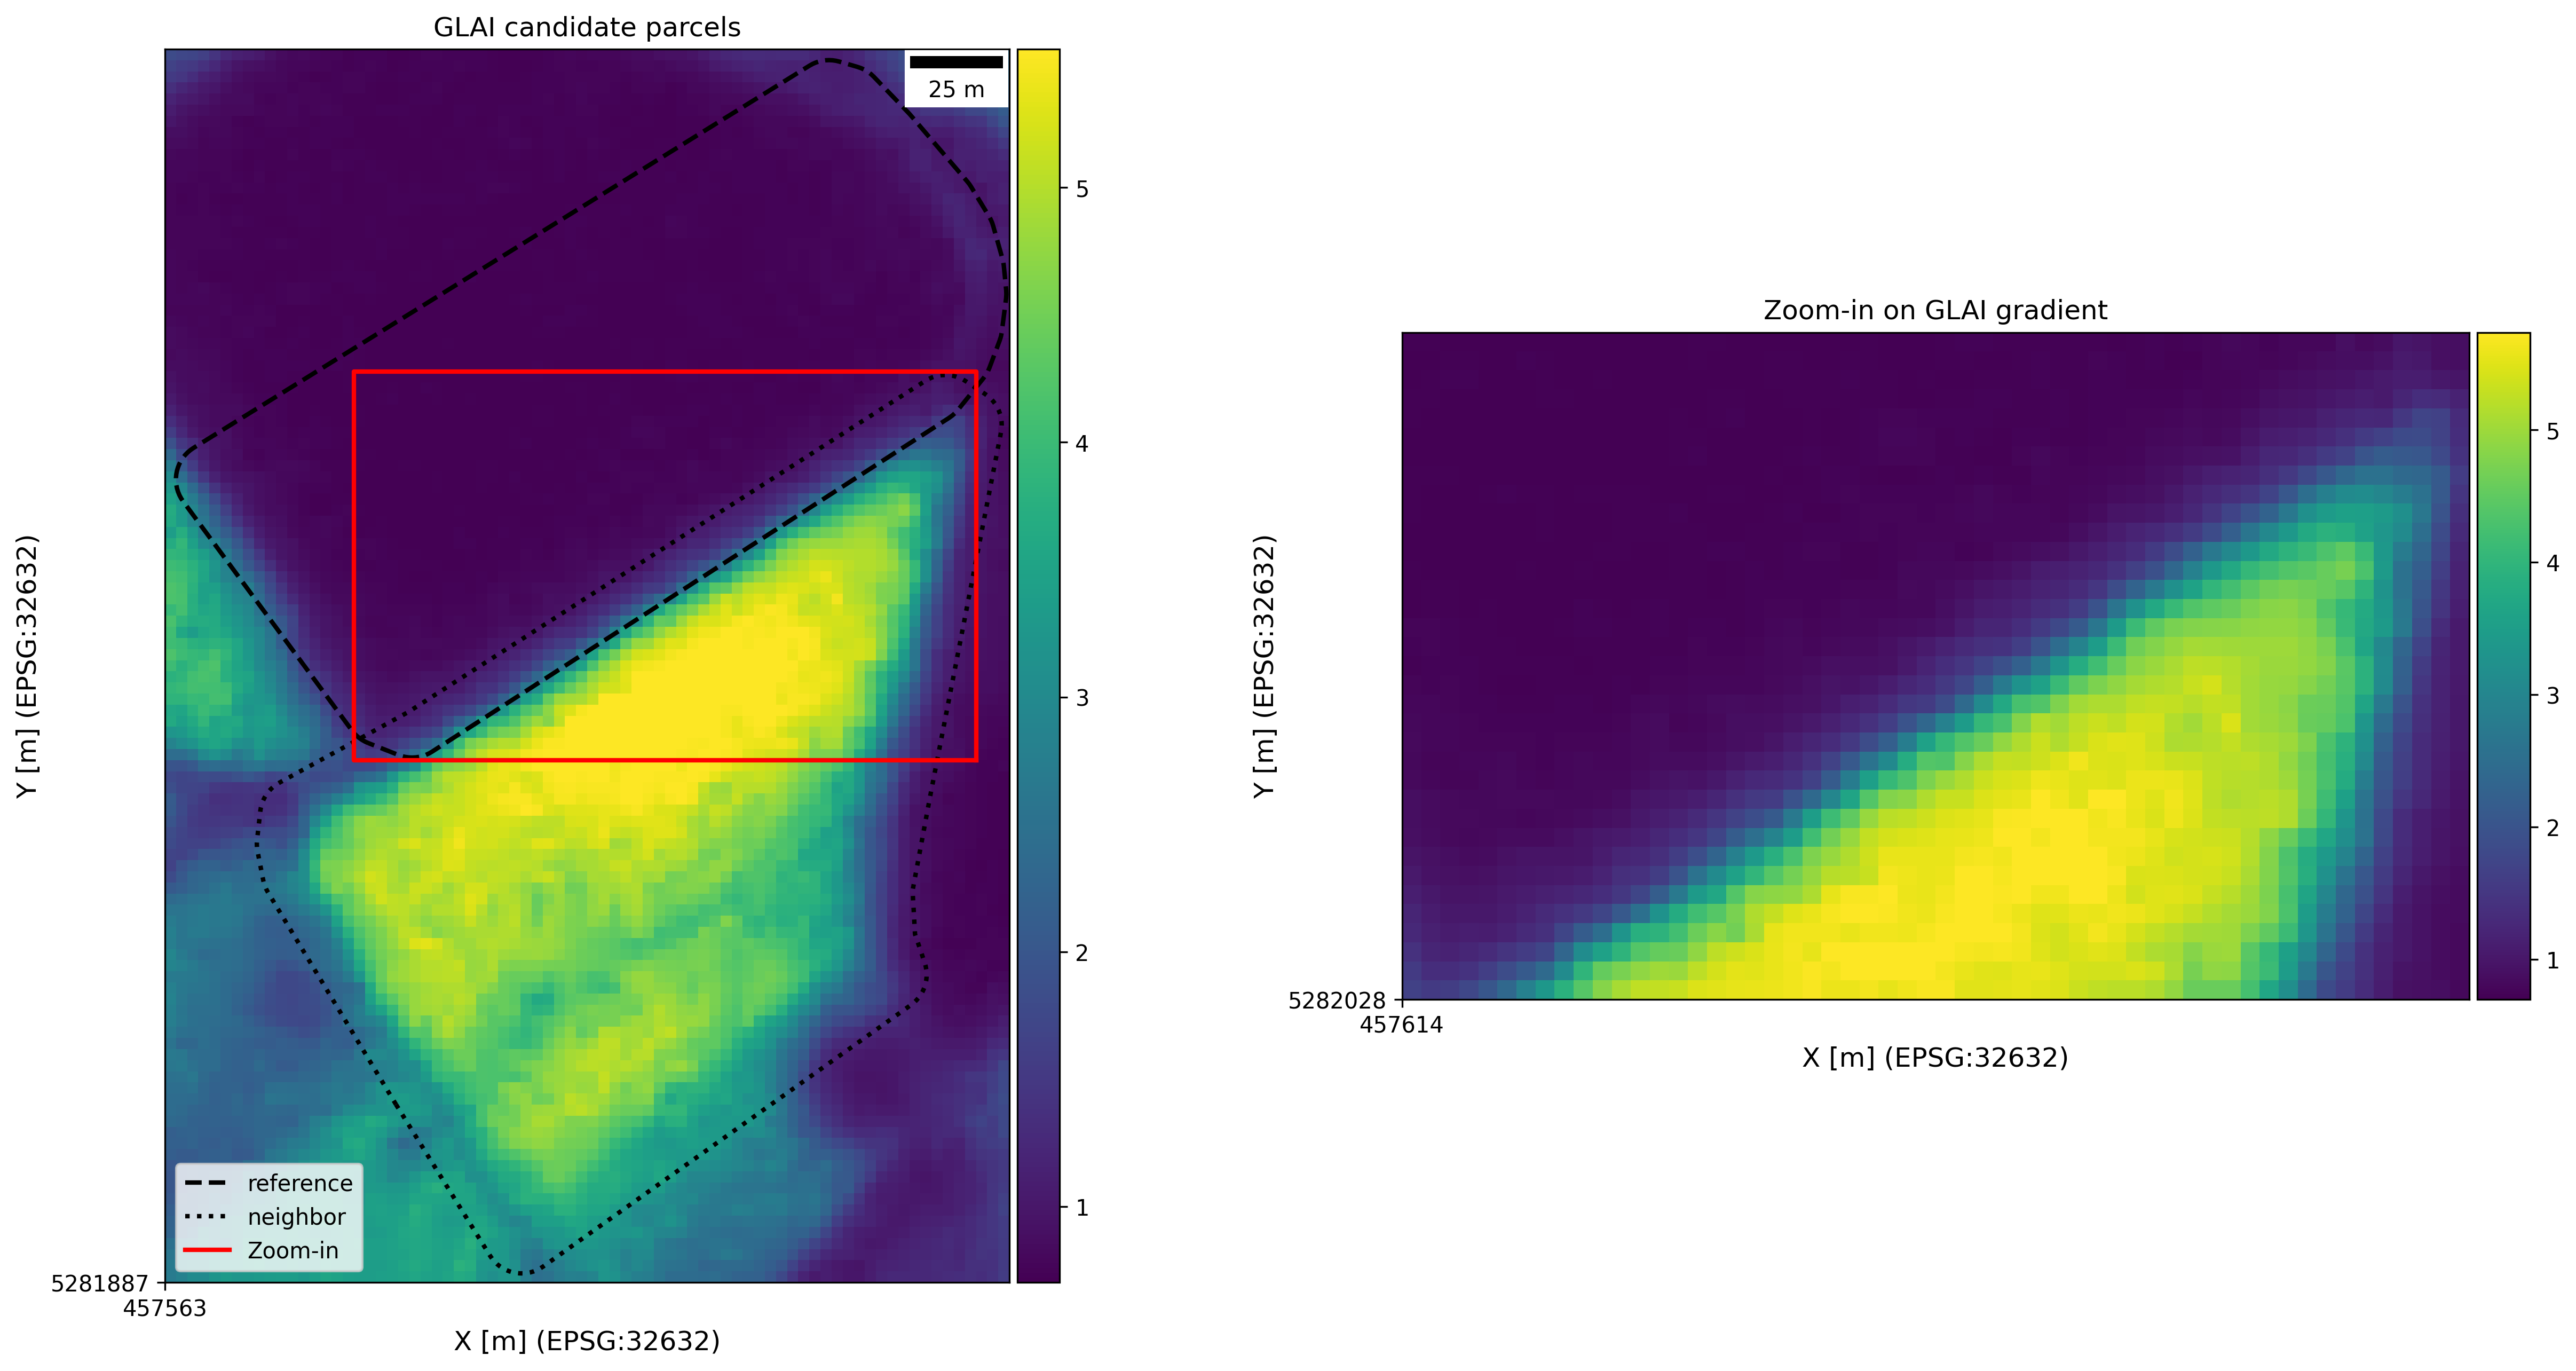 GLAI candidate parcels
25 m
5
4
3
2
1
Y [m] (EPSG:32632)
reference
neighbor
Zoom-in
5281887
457563
X [m] (EPSG:32632)
Zoom-in on GLAI gradient
5
4
3
2
1
Y [m] (EPSG:32632)
5282028
457614
X [m] (EPSG:32632)